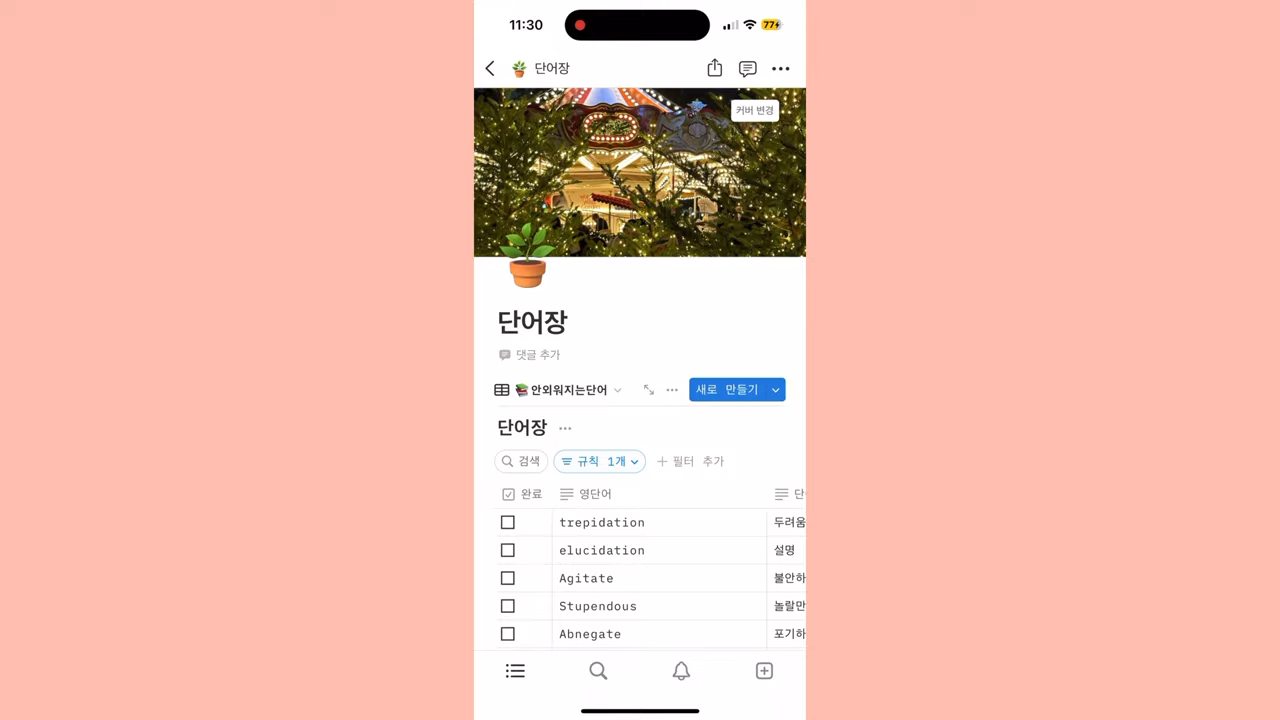 11:30
77
단어장
커버 변경
단어장
댓글 추가
안외워지는단어
새로 만들기
단어장
검색
규칙 1개
필터 추가
완료
영단어
trepidation
두려움
elucidation
설명
Agitate
불안하
Stupendous
놀랄만
Abnegate
포기하